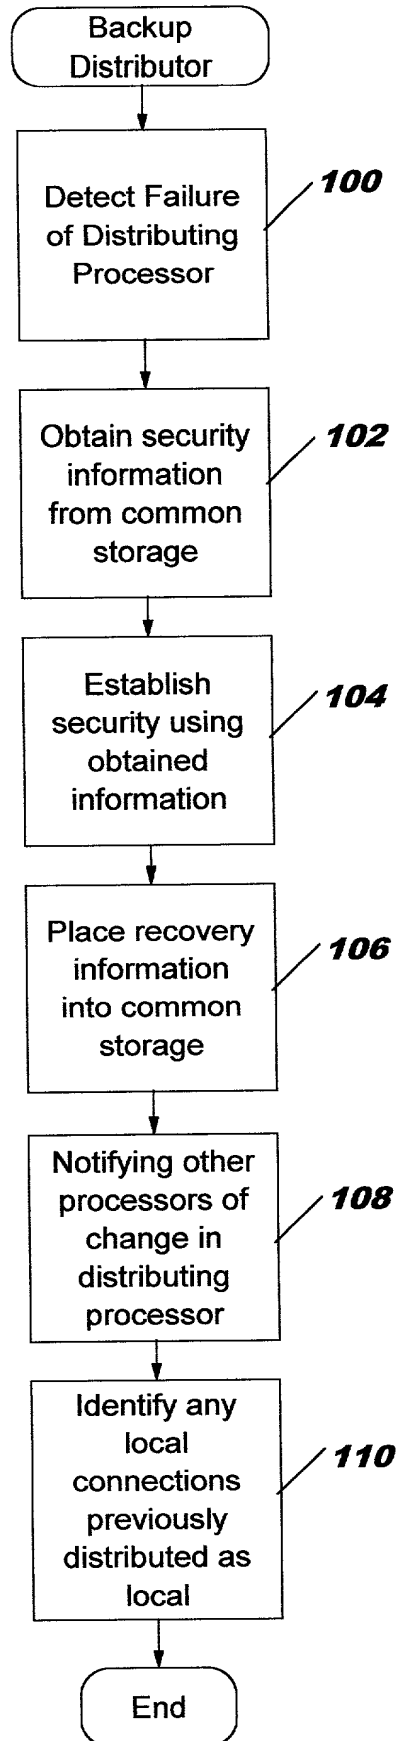 Backup
Distributor
Detect Failure
of Distributing
Processor
100
Obtain security
information
from common
storage
102
Establish
security using
obtained
information
104
Place recovery
information
into common
storage
106
Notifying other
processors of
change in
distributing
processor
108
Identify any
local
connections
previously
distributed as
local
110
End